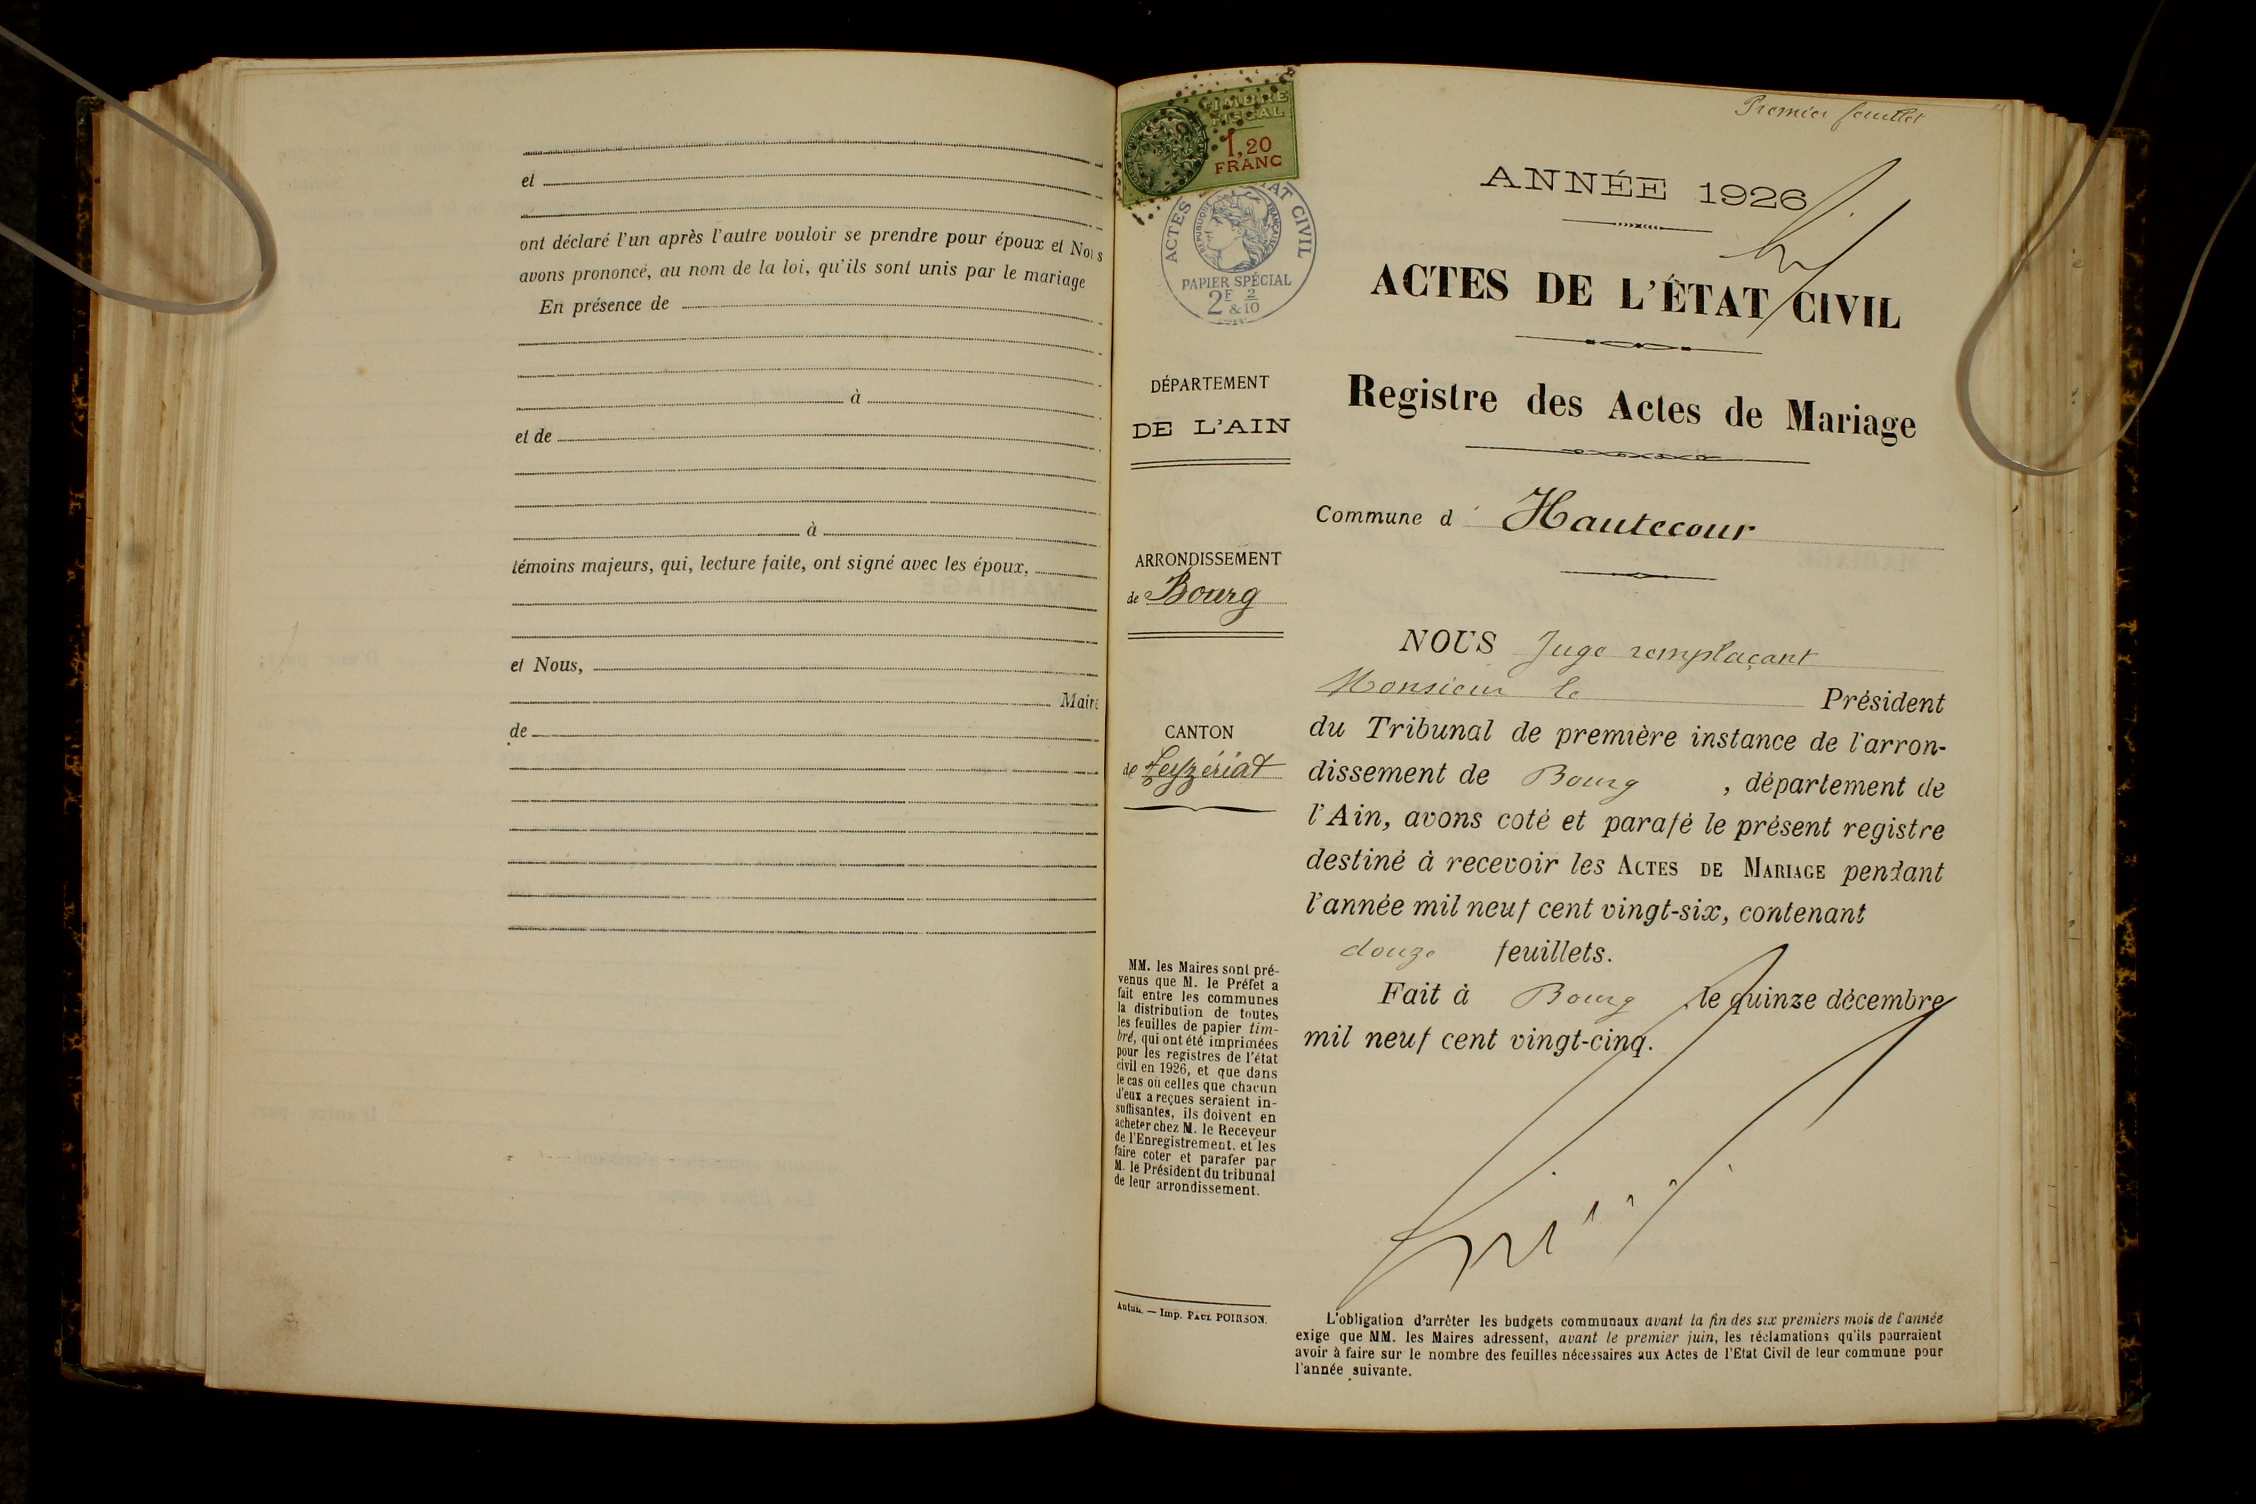 et
ont déclaré l'un après l'autre vouloir se prendre pour époux et Nous
avons prononcé, au nom de la loi, qu'ils sont unis par le mariage
En présence de
à
et de
à
témoins majeurs, qui, lecture faite, ont signé avec les époux,
et Nous,
Maire
de
TIMBRE
FISCAL
1,20
FRANC
ACTES ÉTAT CIVIL
RÉPUBLIQUE FRANÇAISE
PAPIER SPÉCIAL
2F & 2/10
DÉPARTEMENT
DE L'AIN
ARRONDISSEMENT
de Bourg
CANTON
de Ceyzériat
MM. les Maires sont pré-
venus que M. le Préfet a
fait entre les communes
la distribution de toutes
les feuilles de papier tim-
bré, qui ont été imprimées
pour les registres de l'état
civil en 1926, et que dans
le cas où celles que chacun
d'eux a reçues seraient in-
suffisantes, ils doivent en
acheter chez M. le Receveur
de l'Enregistrement, et les
faire coter et parafer par
M. le Président du tribunal
de leur arrondissement.
Autun. — Imp. PAUL POIRSON.
Premier feuillet
ANNÉE 1926
ACTES DE L'ÉTAT CIVIL
Registre des Actes de Mariage
Commune d' Hautecour
NOUS Juge remplaçant
Monsieur le Président
du Tribunal de première instance de l'arron-
dissement de Bourg, département de
l'Ain, avons coté et parafé le présent registre
destiné à recevoir les ACTES DE MARIAGE pendant
l'année mil neuf cent vingt-six, contenant
douze feuillets.
Fait à Bourg, le quinze décembre
mil neuf cent vingt-cinq.
L'obligation d'arrêter les budgets communaux avant la fin des six premiers mois de l'année
exige que MM. les Maires adressent, avant le premier juin, les réclamations qu'ils pourraient
avoir à faire sur le nombre des feuilles nécessaires aux Actes de l'Etat Civil de leur commune pour
l'année suivante.